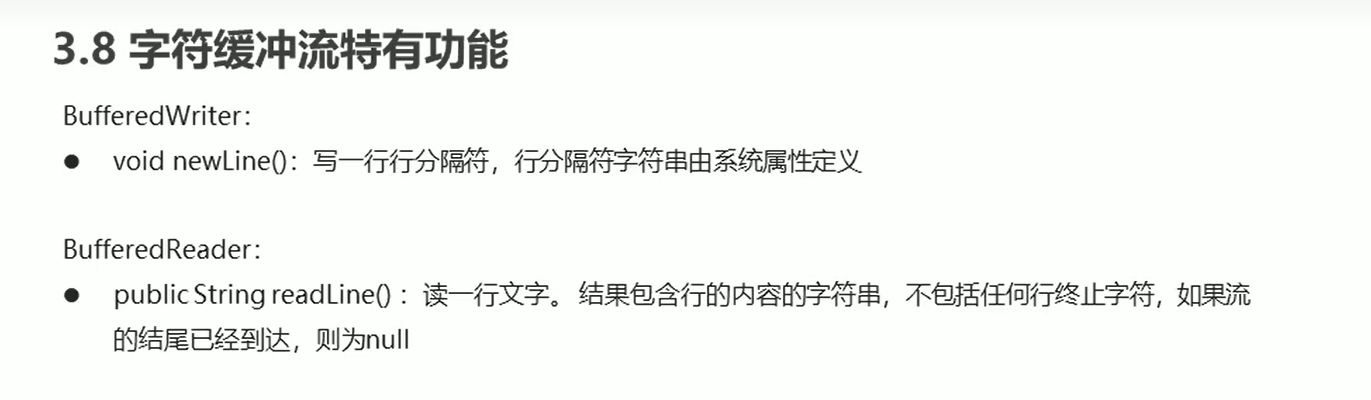 3.8 字符缓冲流特有功能
BufferedWriter：
● void newLine()：写一行行分隔符，行分隔符字符串由系统属性定义
BufferedReader：
● public String readLine() ：读一行文字。 结果包含行的内容的字符串，不包括任何行终止字符，如果流
的结尾已经到达，则为null